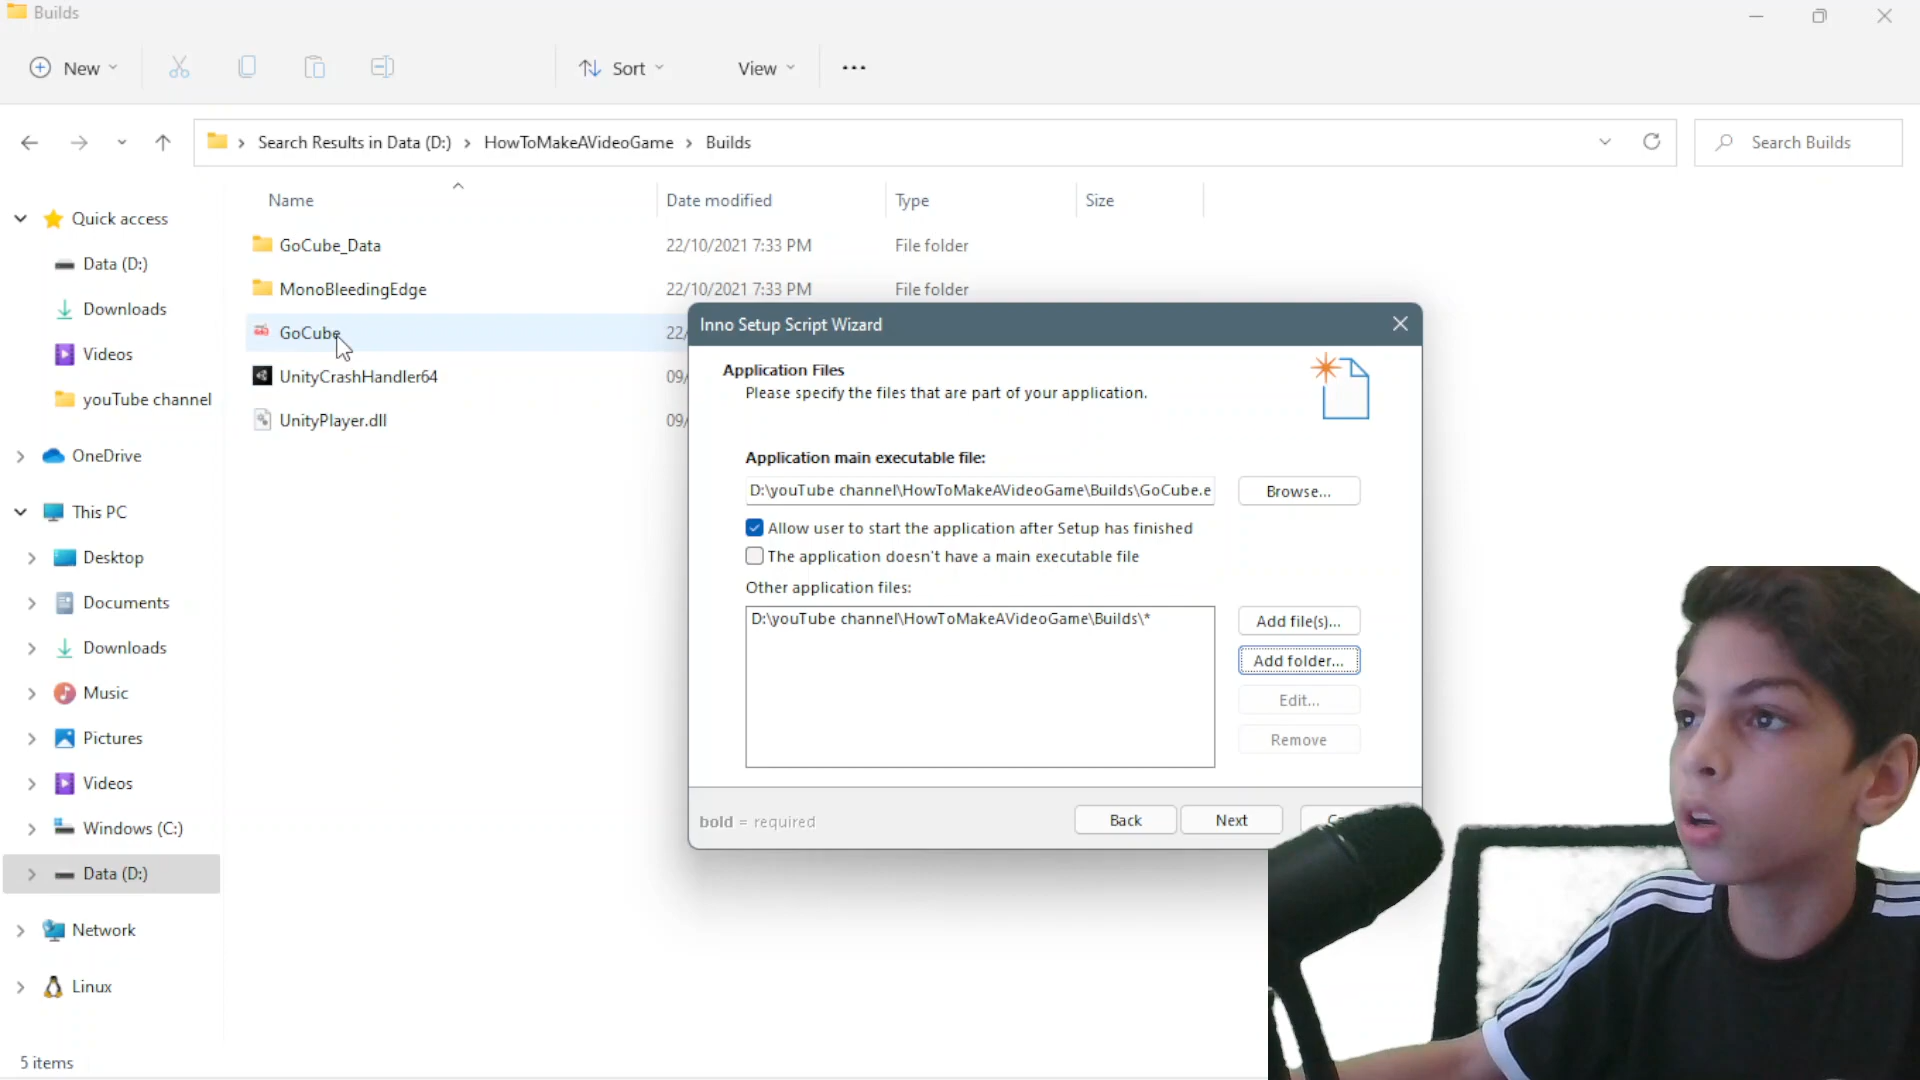 Builds
New
Sort
View
Search Results in Data (D:) > HowToMakeAVideoGame > Builds
Search Builds
Name
Date modified
Type
Size
Quick access
Data (D:)
Downloads
Videos
youTube channel
OneDrive
This PC
Desktop
Documents
Downloads
Music
Pictures
Videos
Windows (C:)
Data (D:)
Network
Linux
GoCube_Data 22/10/2021 7:33 PM File folder
MonoBleedingEdge 22/10/2021 7:33 PM File folder
GoCube 22/
UnityCrashHandler64 09/
UnityPlayer.dll 09/
Inno Setup Script Wizard
Application Files
Please specify the files that are part of your application.
Application main executable file:
D:\youTube channel\HowToMakeAVideoGame\Builds\GoCube.e
Browse...
Allow user to start the application after Setup has finished
The application doesn't have a main executable file
Other application files:
D:\youTube channel\HowToMakeAVideoGame\Builds\*
Add file(s)...
Add folder...
Edit...
Remove
bold = required
Back
Next
5 items